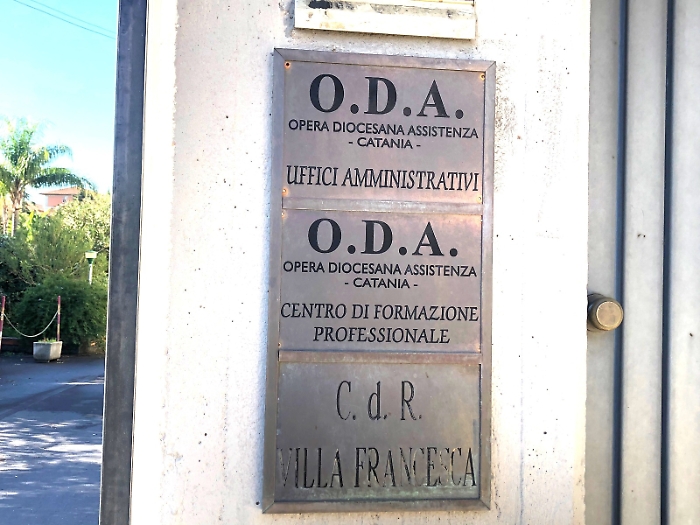 O.D.A.
OPERA DIOCESANA ASSISTENZA
- CATANIA -
UFFICI AMMINISTRATIVI
O.D.A.
OPERA DIOCESANA ASSISTENZA
- CATANIA -
CENTRO DI FORMAZIONE
PROFESSIONALE
C. d. R.
VILLA FRANCESCA